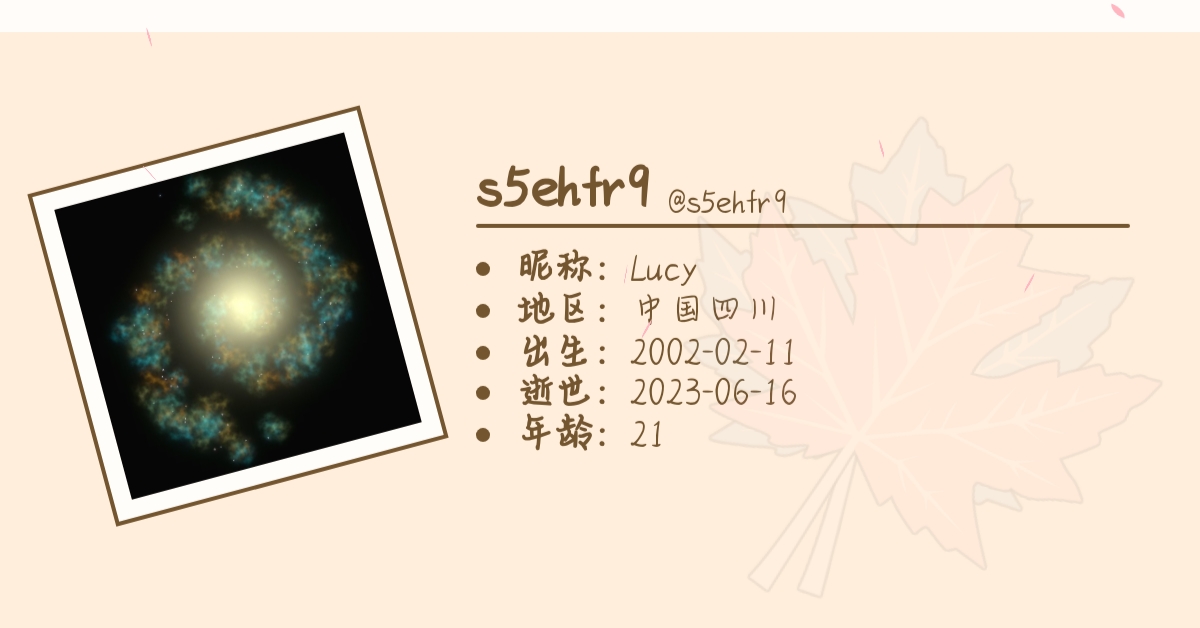 s5ehfr9 @s5ehfr9
昵称： Lucy
地区： 中国四川
出生： 2002-02-11
逝世： 2023-06-16
年龄： 21